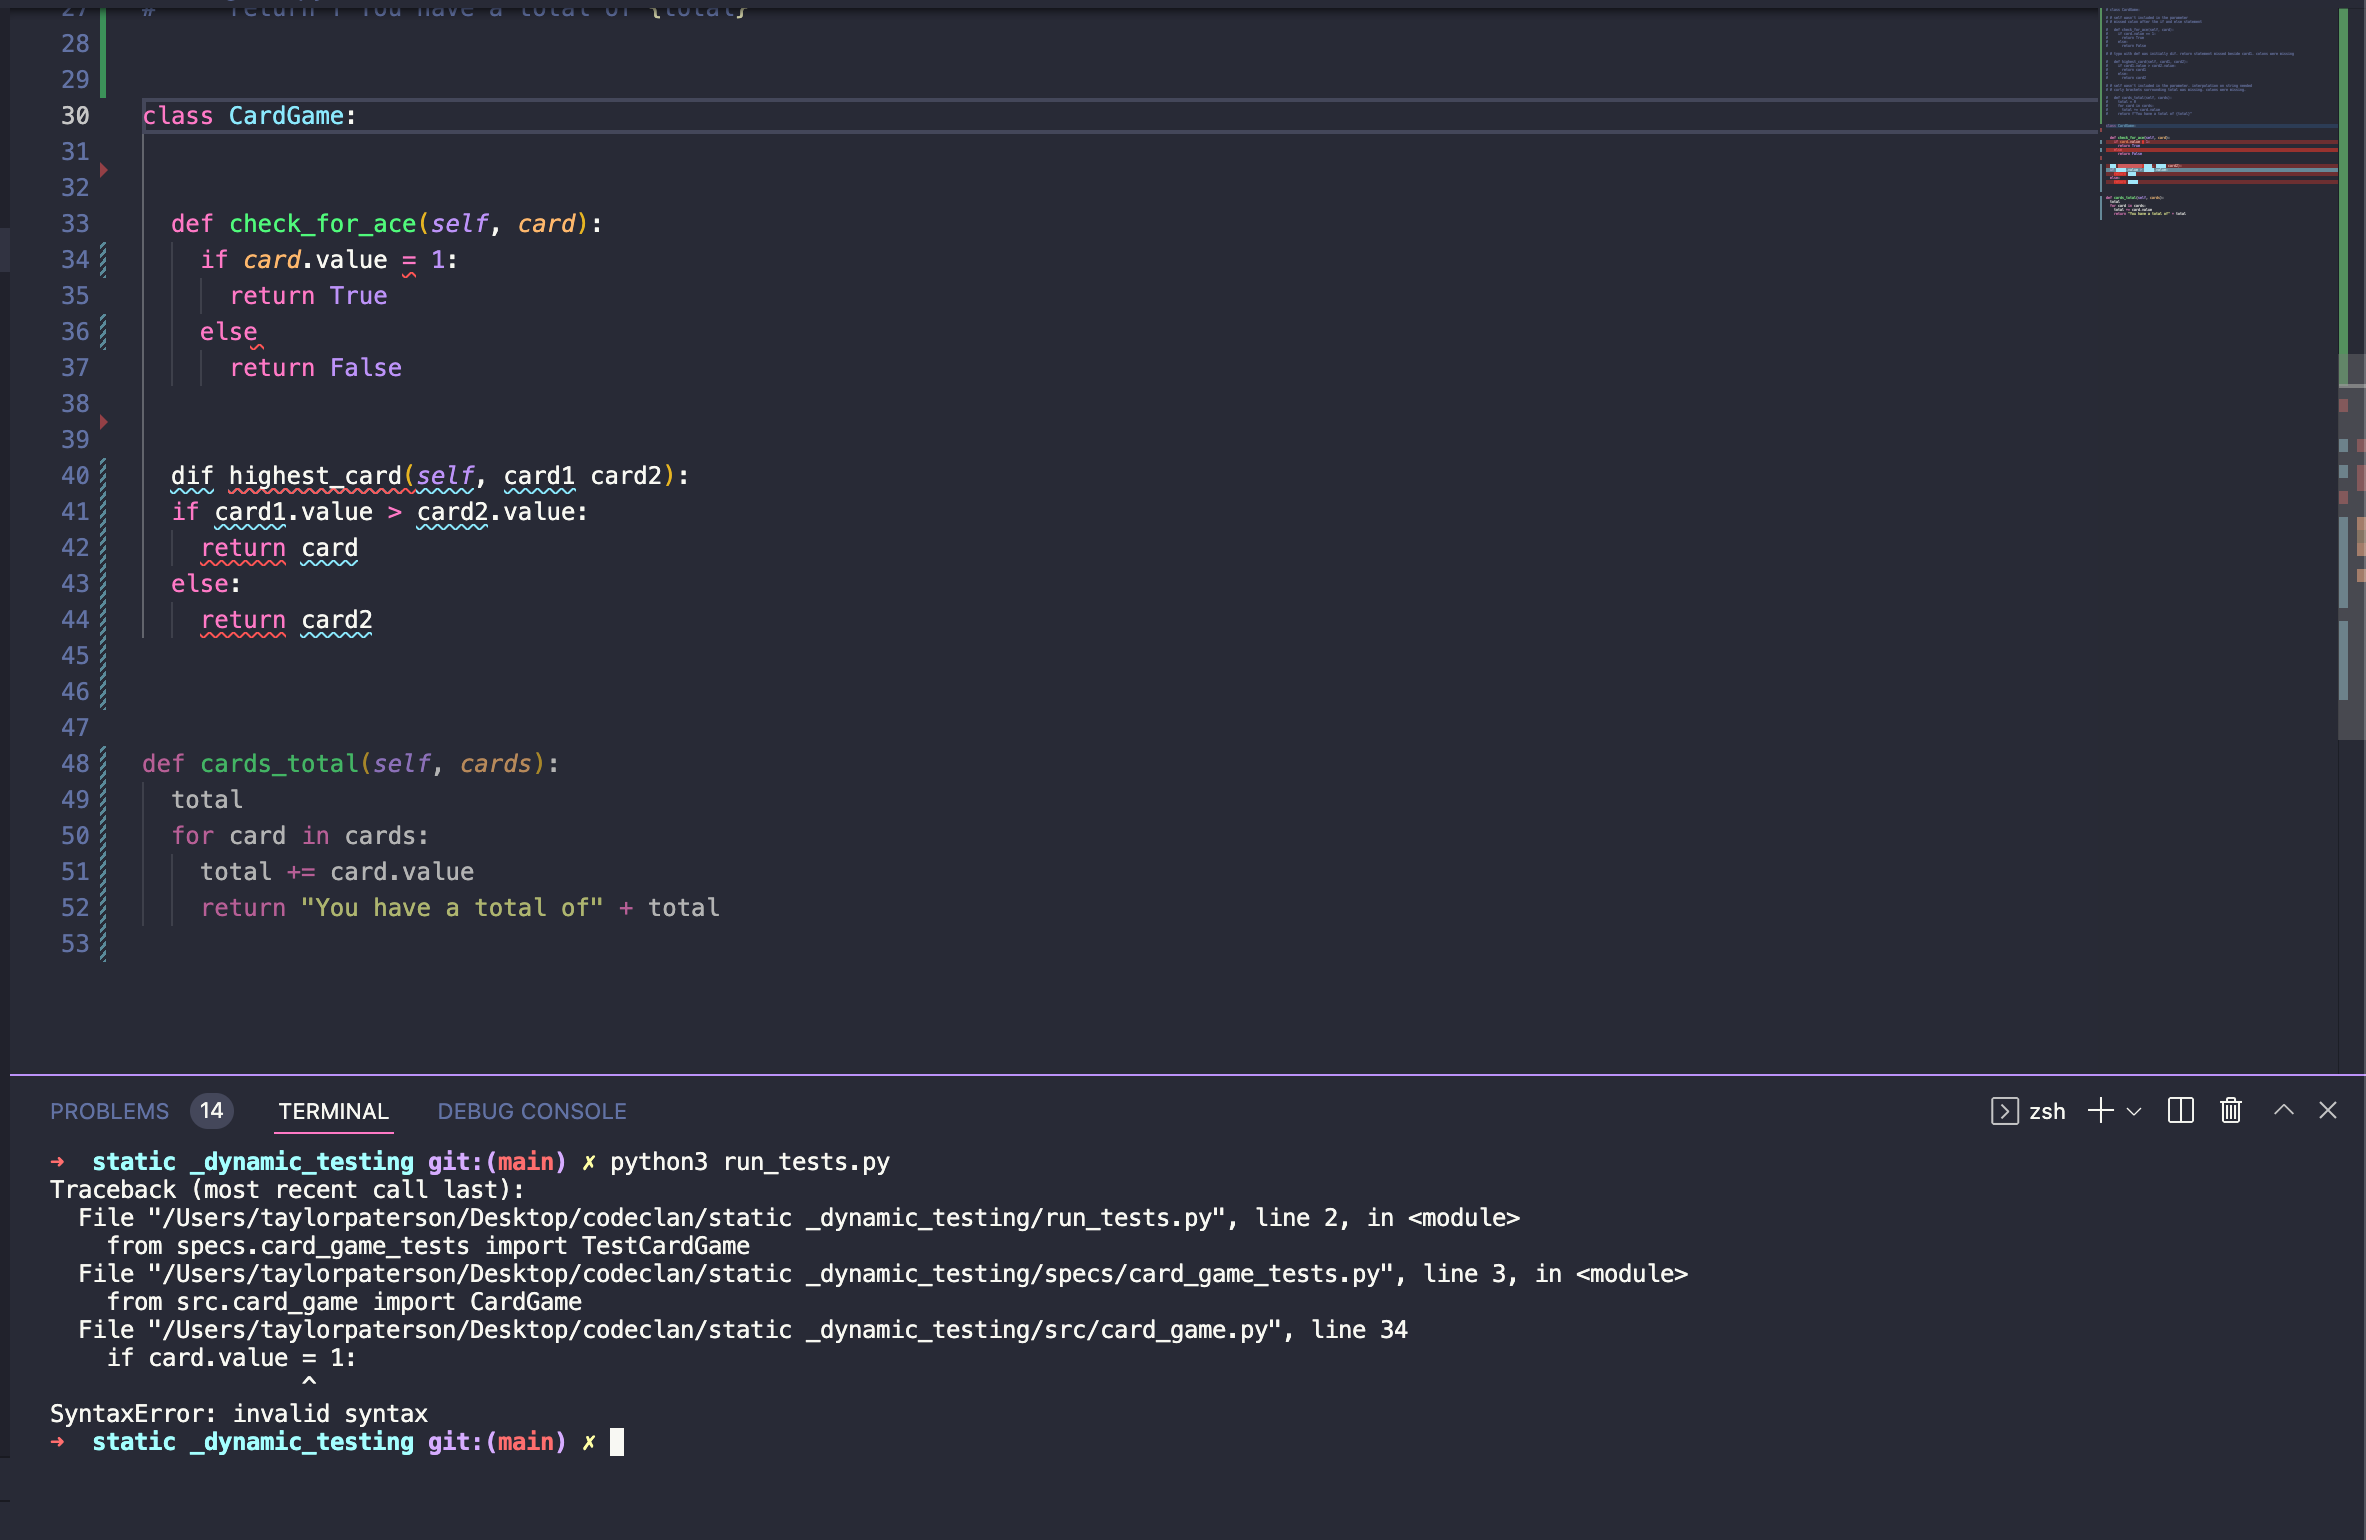 27 # return f"You have a total of {total}"
28
29
30 class CardGame:
31
32
33 def check_for_ace(self, card):
34 if card.value = 1:
35 return True
36 else
37 return False
38
39
40 dif highest_card(self, card1 card2):
41 if card1.value > card2.value:
42 return card
43 else:
44 return card2
45
46
47
48 def cards_total(self, cards):
49 total
50 for card in cards:
51 total += card.value
52 return "You have a total of" + total
53
PROBLEMS 14 TERMINAL DEBUG CONSOLE zsh
➜ static _dynamic_testing git:(main) ✗ python3 run_tests.py
Traceback (most recent call last):
File "/Users/taylorpaterson/Desktop/codeclan/static _dynamic_testing/run_tests.py", line 2, in <module>
from specs.card_game_tests import TestCardGame
File "/Users/taylorpaterson/Desktop/codeclan/static _dynamic_testing/specs/card_game_tests.py", line 3, in <module>
from src.card_game import CardGame
File "/Users/taylorpaterson/Desktop/codeclan/static _dynamic_testing/src/card_game.py", line 34
if card.value = 1:
^
SyntaxError: invalid syntax
➜ static _dynamic_testing git:(main) ✗